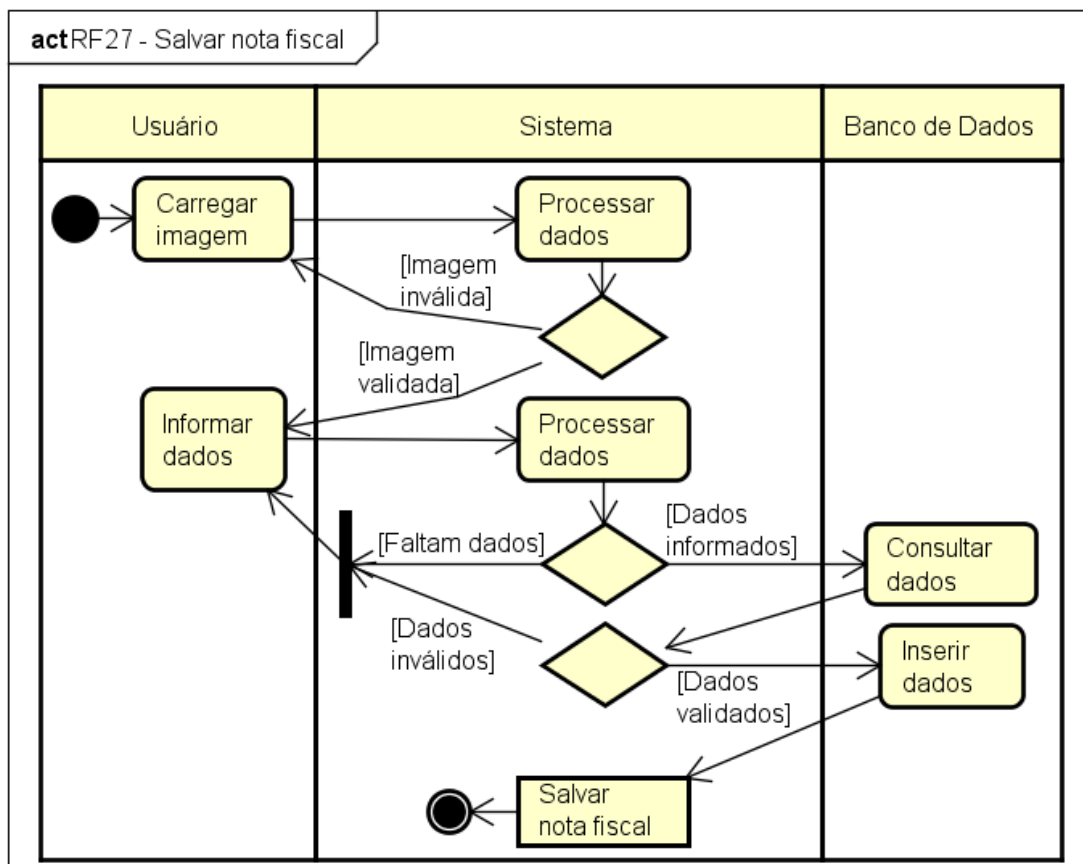 act RF27 - Salvar nota fiscal
Usuário
Sistema
Banco de Dados
Carregar
imagem
Processar
dados
[Imagem
inválida]
[Imagem
validada]
Informar
dados
Processar
dados
[Faltam dados]
[Dados
informados]
Consultar
dados
[Dados
inválidos]
[Dados
validados]
Inserir
dados
Salvar
nota fiscal